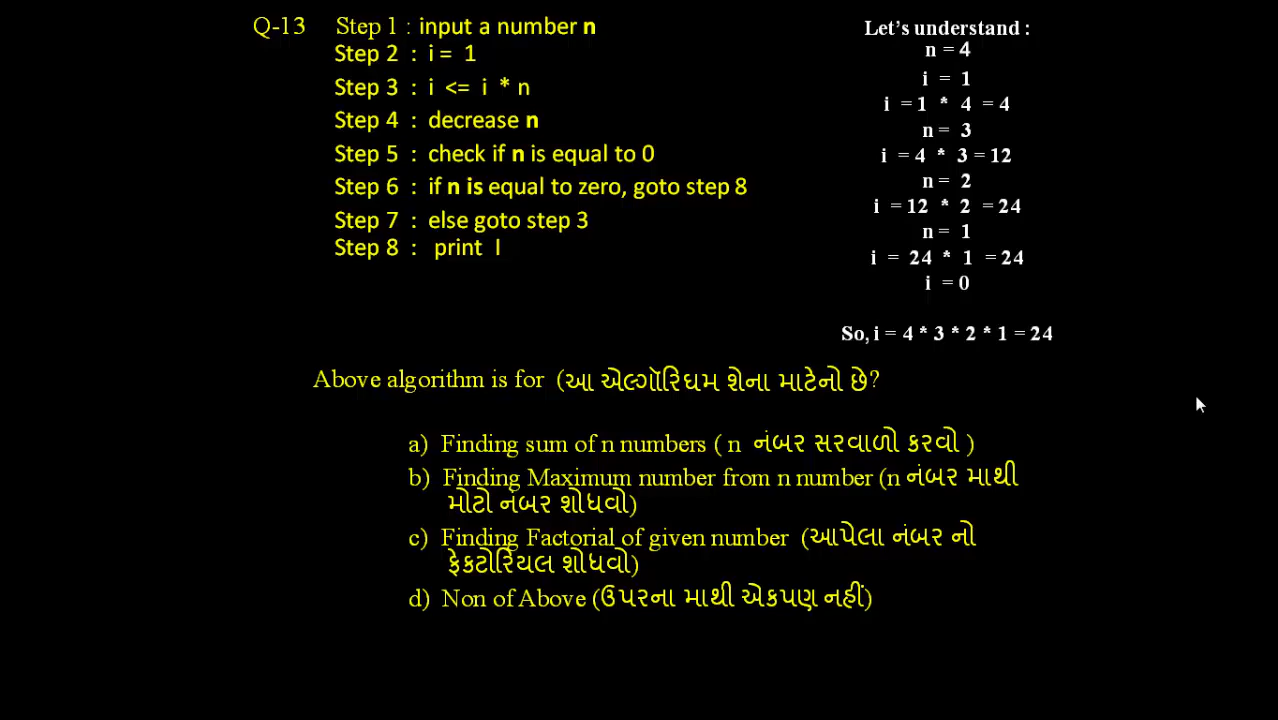 Q-13 Step 1 : input a number n
Step 2 : i = 1
Step 3 : i <= i * n
Step 4 : decrease n
Step 5 : check if n is equal to 0
Step 6 : if n is equal to zero, goto step 8
Step 7 : else goto step 3
Step 8 : print I
Let's understand :
n = 4
i = 1
i = 1 * 4 = 4
n = 3
i = 4 * 3 = 12
n = 2
i = 12 * 2 = 24
n = 1
i = 24 * 1 = 24
i = 0
So, i = 4 * 3 * 2 * 1 = 24
Above algorithm is for (આ એલ્ગૉરિધમ શેના માટેનો છે?
a) Finding sum of n numbers ( n નંબર સરવાળો કરવો )
b) Finding Maximum number from n number (n નંબર માથી
મોટો નંબર શોધવો)
c) Finding Factorial of given number (આપેલા નંબર નો
ફેકટોરિયલ શોધવો)
d) Non of Above (ઉપરના માથી એકપણ નહીં)